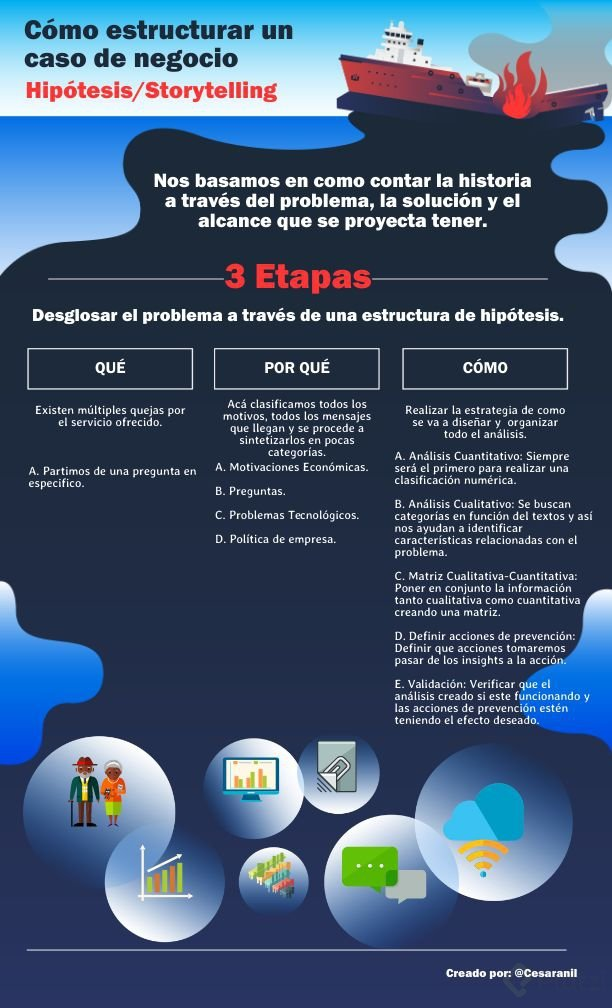 Cómo estructurar un
caso de negocio
Hipótesis/Storytelling
Nos basamos en como contar la historia
a través del problema, la solución y el
alcance que se proyecta tener.
3 Etapas
Desglosar el problema a través de una estructura de hipótesis.
QUÉ
Existen múltiples quejas por
el servicio ofrecido.
A. Partimos de una pregunta en
especifico.
POR QUÉ
Acá clasificamos todos los
motivos, todos los mensajes
que llegan y se procede a
sintetizarlos en pocas
categorías.
A. Motivaciones Económicas.
B. Preguntas.
C. Problemas Tecnológicos.
D. Política de empresa.
CÓMO
Realizar la estrategia de como
se va a diseñar y organizar
todo el análisis.
A. Análisis Cuantitativo: Siempre
será el primero para realizar una
clasificación numérica.
B. Análisis Cualitativo: Se buscan
categorías en función del textos y así
nos ayudan a identificar
características relacionadas con el
problema.
C. Matriz Cualitativa-Cuantitativa:
Poner en conjunto la información
tanto cualitativa como cuantitativa
creando una matriz.
D. Definir acciones de prevención:
Definir que acciones tomaremos
pasar de los insights a la acción.
E. Validación: Verificar que el
análisis creado si este funcionando y
las acciones de prevención estén
teniendo el efecto deseado.
Creado por: @Cesaranil